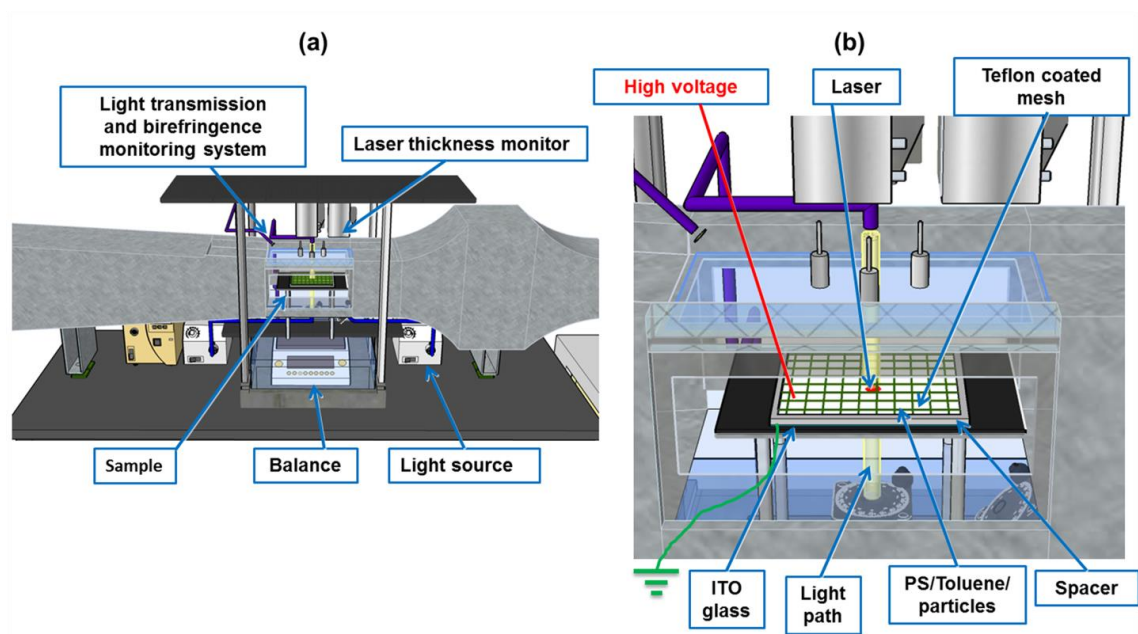 (a)
Light transmission
and birefringence
monitoring system
Laser thickness monitor
Sample
Balance
Light source
(b)
High voltage
Laser
Teflon coated
mesh
ITO
glass
Light
path
PS/Toluene/
particles
Spacer